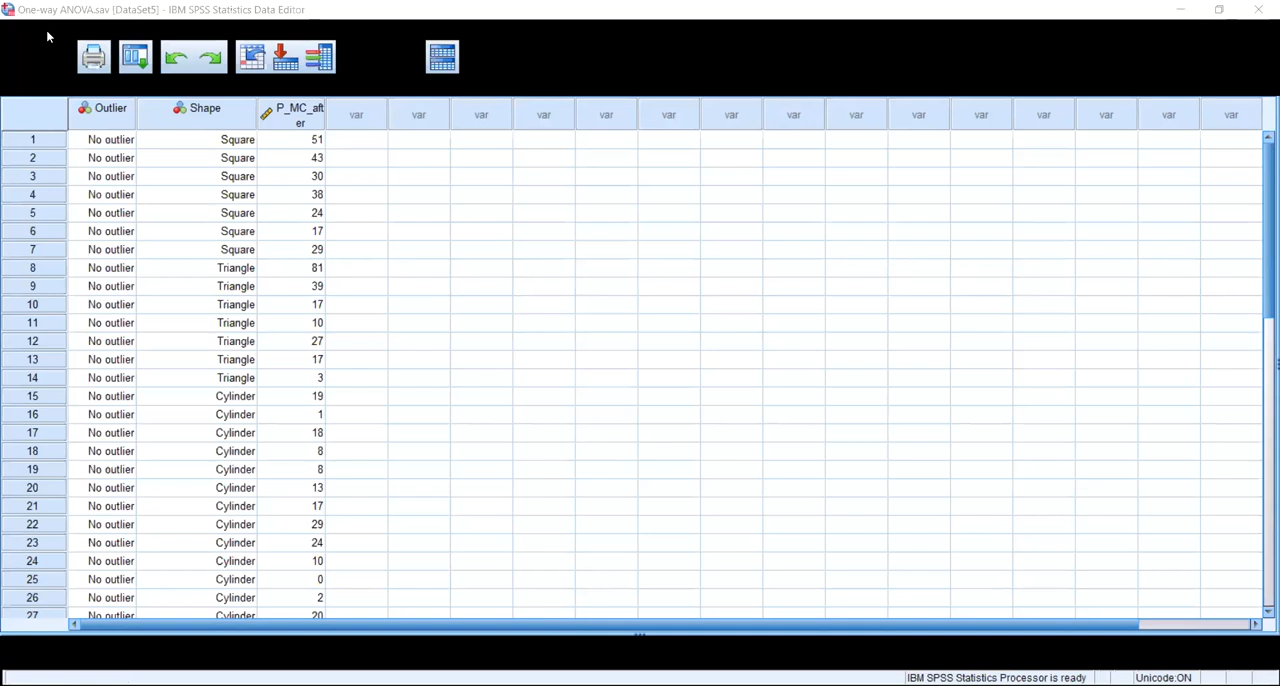 One-way ANOVA.sav [DataSet5] - IBM SPSS Statistics Data Editor
Outlier Shape P_MC_aft er var var var var var var var var var var var var var var var
1 No outlier Square 51
2 No outlier Square 43
3 No outlier Square 30
4 No outlier Square 38
5 No outlier Square 24
6 No outlier Square 17
7 No outlier Square 29
8 No outlier Triangle 81
9 No outlier Triangle 39
10 No outlier Triangle 17
11 No outlier Triangle 10
12 No outlier Triangle 27
13 No outlier Triangle 17
14 No outlier Triangle 3
15 No outlier Cylinder 19
16 No outlier Cylinder 1
17 No outlier Cylinder 18
18 No outlier Cylinder 8
19 No outlier Cylinder 8
20 No outlier Cylinder 13
21 No outlier Cylinder 17
22 No outlier Cylinder 29
23 No outlier Cylinder 24
24 No outlier Cylinder 10
25 No outlier Cylinder 0
26 No outlier Cylinder 2
27 No outlier Cylinder 20
IBM SPSS Statistics Processor is ready Unicode:ON